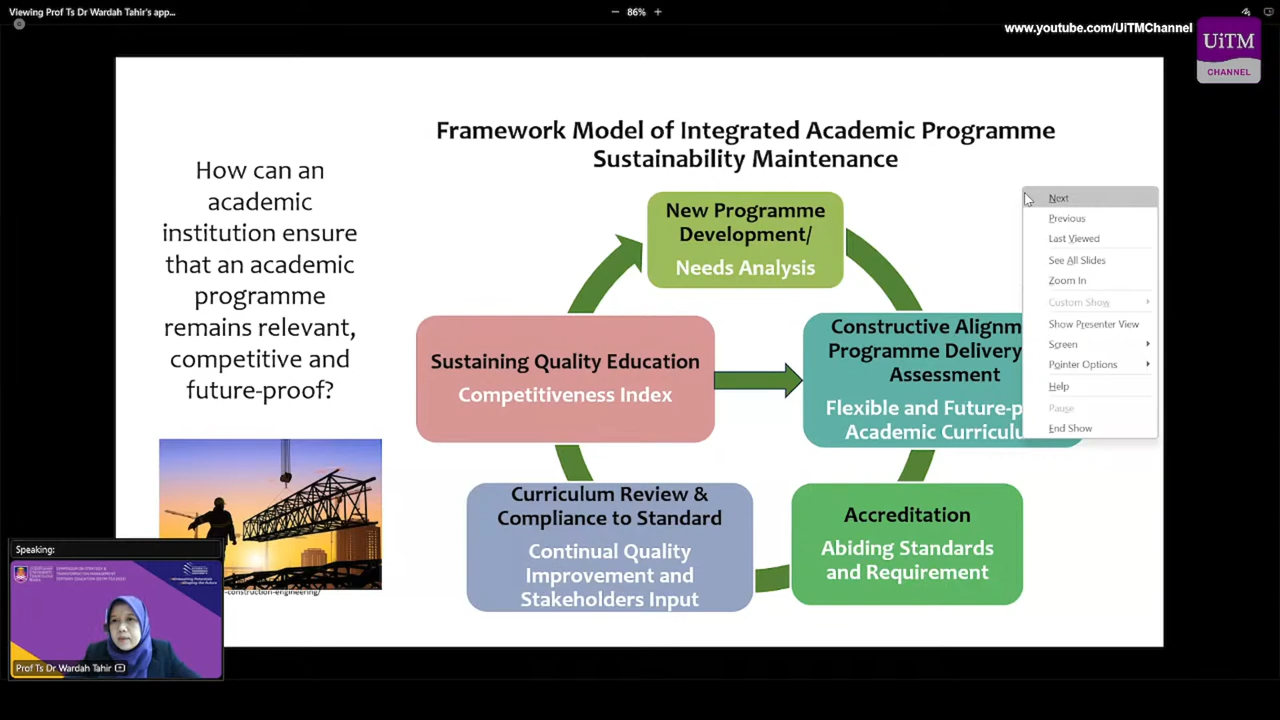 Viewing Prof Ts Dr Wardah Tahir's app...
86%
www.youtube.com/UiTMChannel
UiTM
CHANNEL
How can an
academic
institution ensure
that an academic
programme
remains relevant,
competitive and
future-proof?
Framework Model of Integrated Academic Programme
Sustainability Maintenance
New Programme
Development/
Needs Analysis
Sustaining Quality Education
Competitiveness Index
Constructive Alignm
Programme Delivery
Assessment
Flexible and Future-p
Academic Curriculu
Curriculum Review &
Compliance to Standard
Continual Quality
Improvement and
Stakeholders Input
Accreditation
Abiding Standards
and Requirement
Next
Previous
Last Viewed
See All Slides
Zoom In
Custom Show
Show Presenter View
Screen
Pointer Options
Help
Pause
End Show
-construction-engineering/
Speaking:
Prof Ts Dr Wardah Tahir